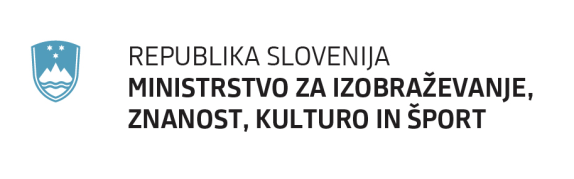 REPUBLIKA SLOVENIJA
MINISTRSTVO ZA IZOBRAŽEVANJE,
ZNANOST, KULTURO IN ŠPORT